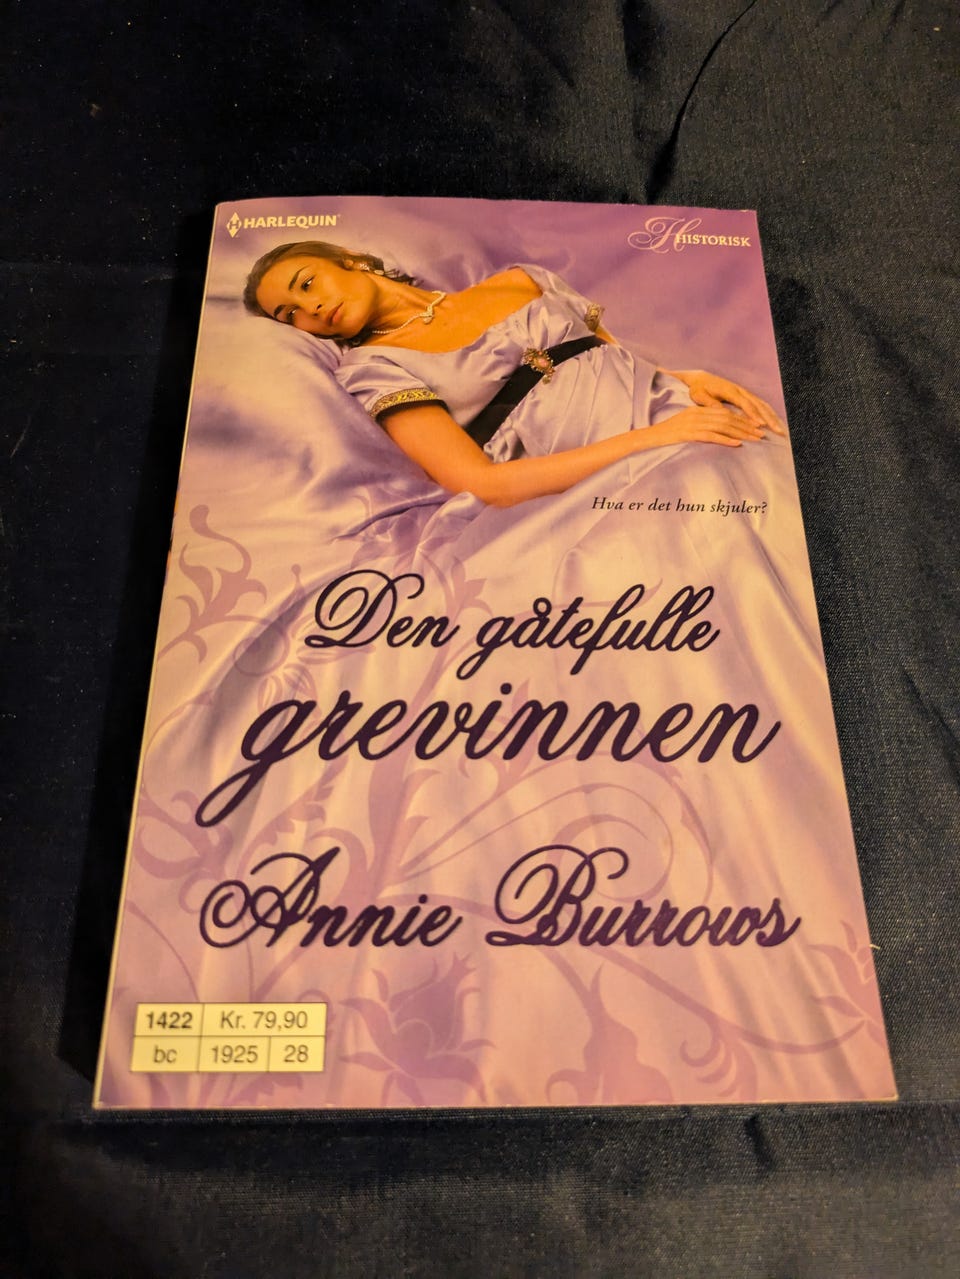 HARLEQUIN
HISTORISK
Hva er det hun skjuler?
Den gåtefulle
grevinnen
Annie Burrows
1422 Kr. 79,90
bc 1925 28